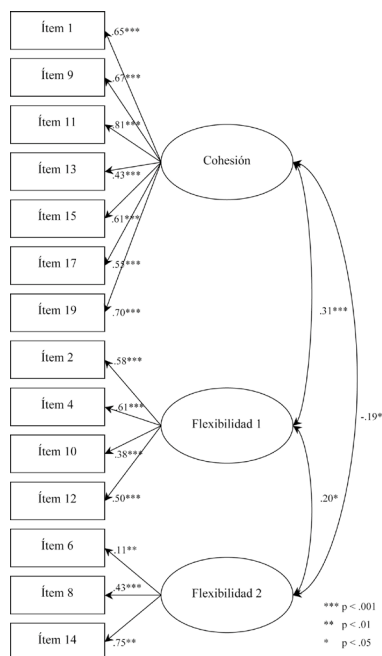 Ítem 1
.65***
Ítem 9
.67***
Ítem 11
.81***
Cohesión
Ítem 13
.43***
Ítem 15
.61***
Ítem 17
.55***
Ítem 19
.70***
.31***
Ítem 2
.58***
Ítem 4
.61***
-.19*
Flexibilidad 1
Ítem 10
.38***
Ítem 12
.50***
.20*
Ítem 6
.11**
Ítem 8
.43***
Flexibilidad 2
Ítem 14
.75**
*** p < .001
** p < .01
* p < .05